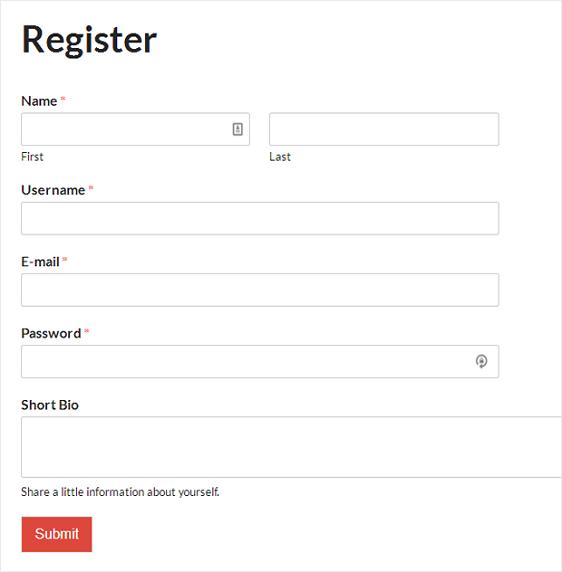 Register
Name *
First Last
Username *
E-mail *
Password *
Short Bio
Share a little information about yourself.
Submit